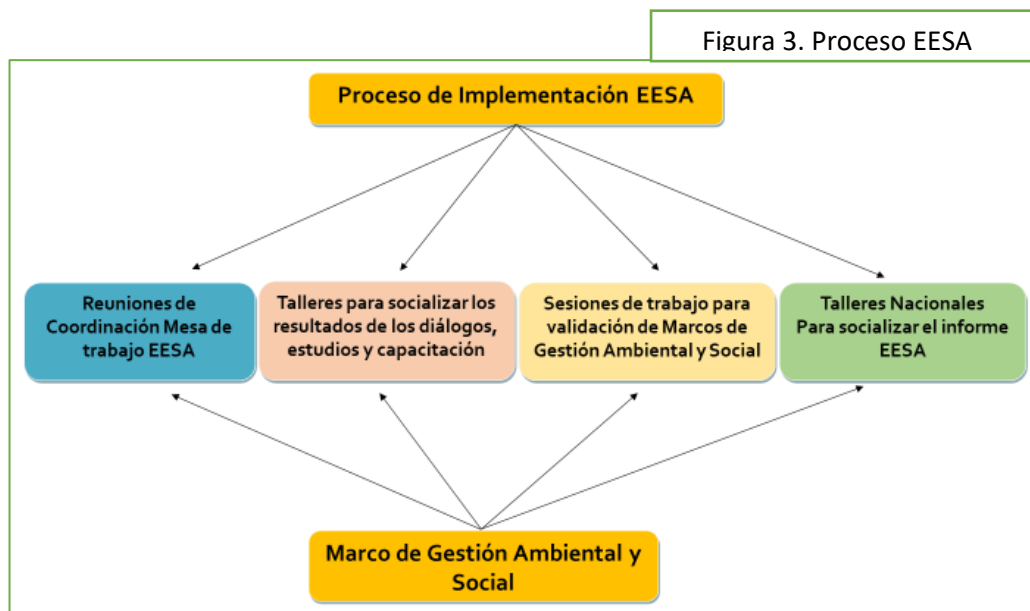 Figura 3. Proceso EESA
Proceso de Implementación EESA
Reuniones de
Coordinación Mesa de
trabajo EESA
Talleres para socializar los
resultados de los diálogos,
estudios y capacitación
Sesiones de trabajo para
validación de Marcos de
Gestión Ambiental y Social
Talleres Nacionales
Para socializar el informe
EESA
Marco de Gestión Ambiental y
Social